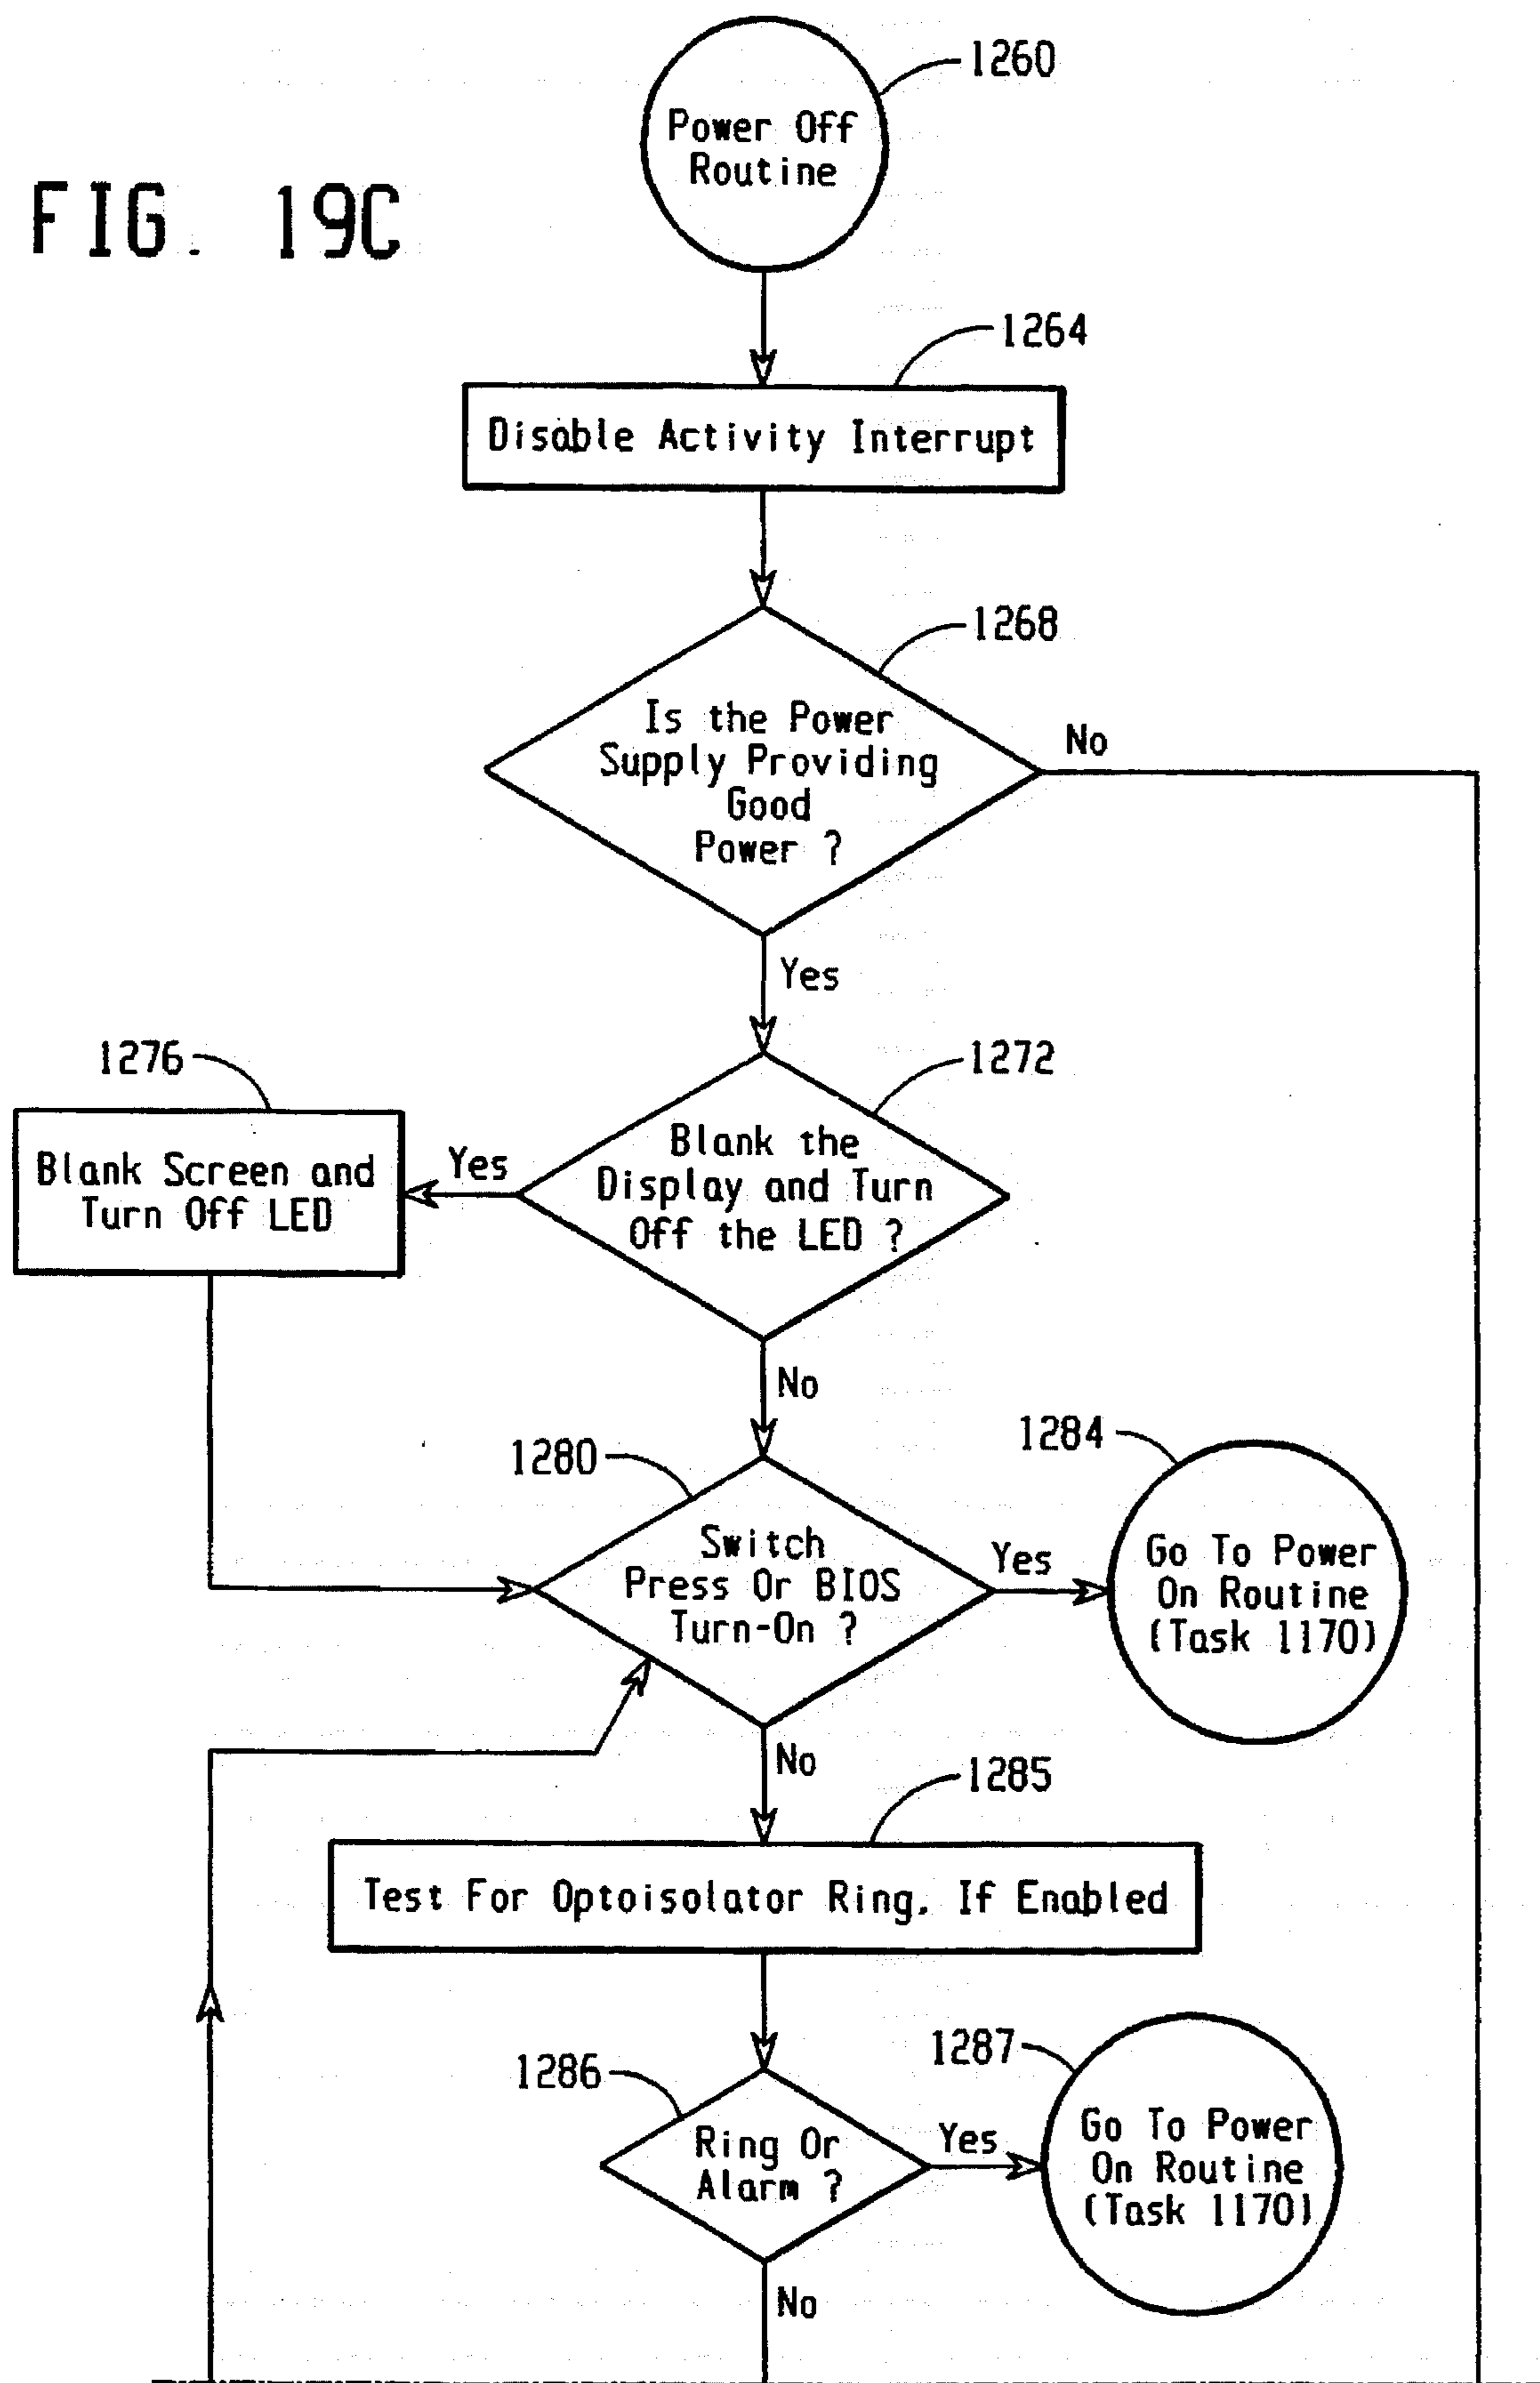 1260
Power Off
Routine
FIG. 19C
1264
Disable Activity Interrupt
1268
Is the Power
Supply Providing
Good
Power ?
No
Yes
1276
1272
Blank Screen and
Turn Off LED
Yes
Blank the
Display and Turn
Off the LED ?
No
1280
1284
Switch
Press Or BIOS
Turn-On ?
Yes
Go To Power
On Routine
(Task 1170)
No
1285
Test For Optoisolator Ring, If Enabled
1286
1287
Ring Or
Alarm ?
Yes
Go To Power
On Routine
(Task 1170)
No